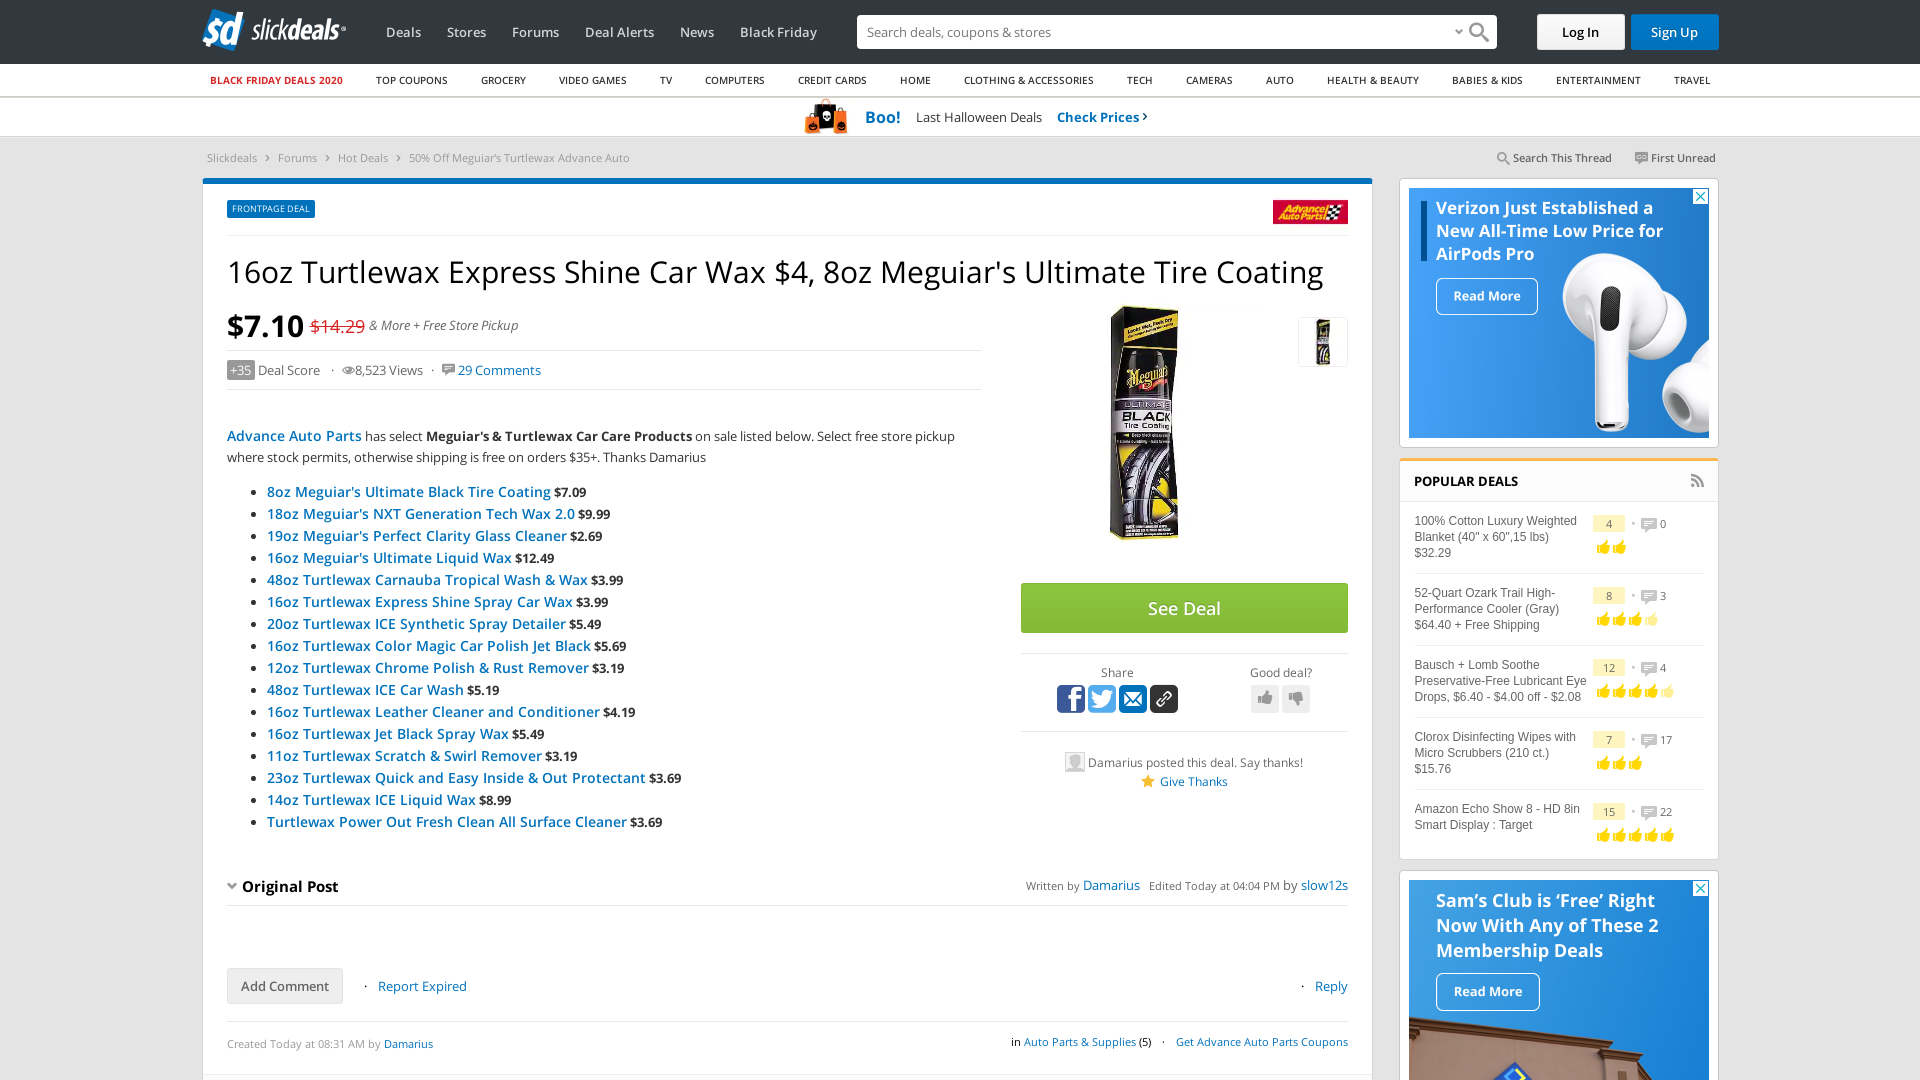 slickdeals
Deals
Stores
Forums
Deal Alerts
News
Black Friday
Search deals, coupons & stores
Log In
Sign Up
BLACK FRIDAY DEALS 2020
TOP COUPONS
GROCERY
VIDEO GAMES
TV
COMPUTERS
CREDIT CARDS
HOME
CLOTHING & ACCESSORIES
TECH
CAMERAS
AUTO
HEALTH & BEAUTY
BABIES & KIDS
ENTERTAINMENT
TRAVEL
Boo! Last Halloween Deals Check Prices
Slickdeals › Forums › Hot Deals › 50% Off Meguiar's Turtlewax Advance Auto
Search This Thread
First Unread
FRONTPAGE DEAL
Advance Auto Parts
16oz Turtlewax Express Shine Car Wax $4, 8oz Meguiar's Ultimate Tire Coating
$7.10 $14.29 & More + Free Store Pickup
+35 Deal Score · 8,523 Views · 29 Comments
Advance Auto Parts has select Meguiar's & Turtlewax Car Care Products on sale listed below. Select free store pickup
where stock permits, otherwise shipping is free on orders $35+. Thanks Damarius
8oz Meguiar's Ultimate Black Tire Coating $7.09
18oz Meguiar's NXT Generation Tech Wax 2.0 $9.99
19oz Meguiar's Perfect Clarity Glass Cleaner $2.69
16oz Meguiar's Ultimate Liquid Wax $12.49
48oz Turtlewax Carnauba Tropical Wash & Wax $3.99
16oz Turtlewax Express Shine Spray Car Wax $3.99
20oz Turtlewax ICE Synthetic Spray Detailer $5.49
16oz Turtlewax Color Magic Car Polish Jet Black $5.69
12oz Turtlewax Chrome Polish & Rust Remover $3.19
48oz Turtlewax ICE Car Wash $5.19
16oz Turtlewax Leather Cleaner and Conditioner $4.19
16oz Turtlewax Jet Black Spray Wax $5.49
11oz Turtlewax Scratch & Swirl Remover $3.19
23oz Turtlewax Quick and Easy Inside & Out Protectant $3.69
14oz Turtlewax ICE Liquid Wax $8.99
Turtlewax Power Out Fresh Clean All Surface Cleaner $3.69
Meguiar's
ULTIMATE
BLACK
Tire Coating
See Deal
Share
Good deal?
Damarius posted this deal. Say thanks!
Give Thanks
Original Post
Written by Damarius Edited Today at 04:04 PM by slow12s
Add Comment
· Report Expired
· Reply
Created Today at 08:31 AM by Damarius
in Auto Parts & Supplies (5) · Get Advance Auto Parts Coupons
Verizon Just Established a
New All-Time Low Price for
AirPods Pro
Read More
POPULAR DEALS
100% Cotton Luxury Weighted
Blanket (40" x 60",15 lbs)
$32.29
4 • 0
52-Quart Ozark Trail High-
Performance Cooler (Gray)
$64.40 + Free Shipping
8 • 3
Bausch + Lomb Soothe
Preservative-Free Lubricant Eye
Drops, $6.40 - $4.00 off - $2.08
12 • 4
Clorox Disinfecting Wipes with
Micro Scrubbers (210 ct.)
$15.76
7 • 17
Amazon Echo Show 8 - HD 8in
Smart Display : Target
15 • 22
Sam's Club is ‘Free’ Right
Now With Any of These 2
Membership Deals
Read More